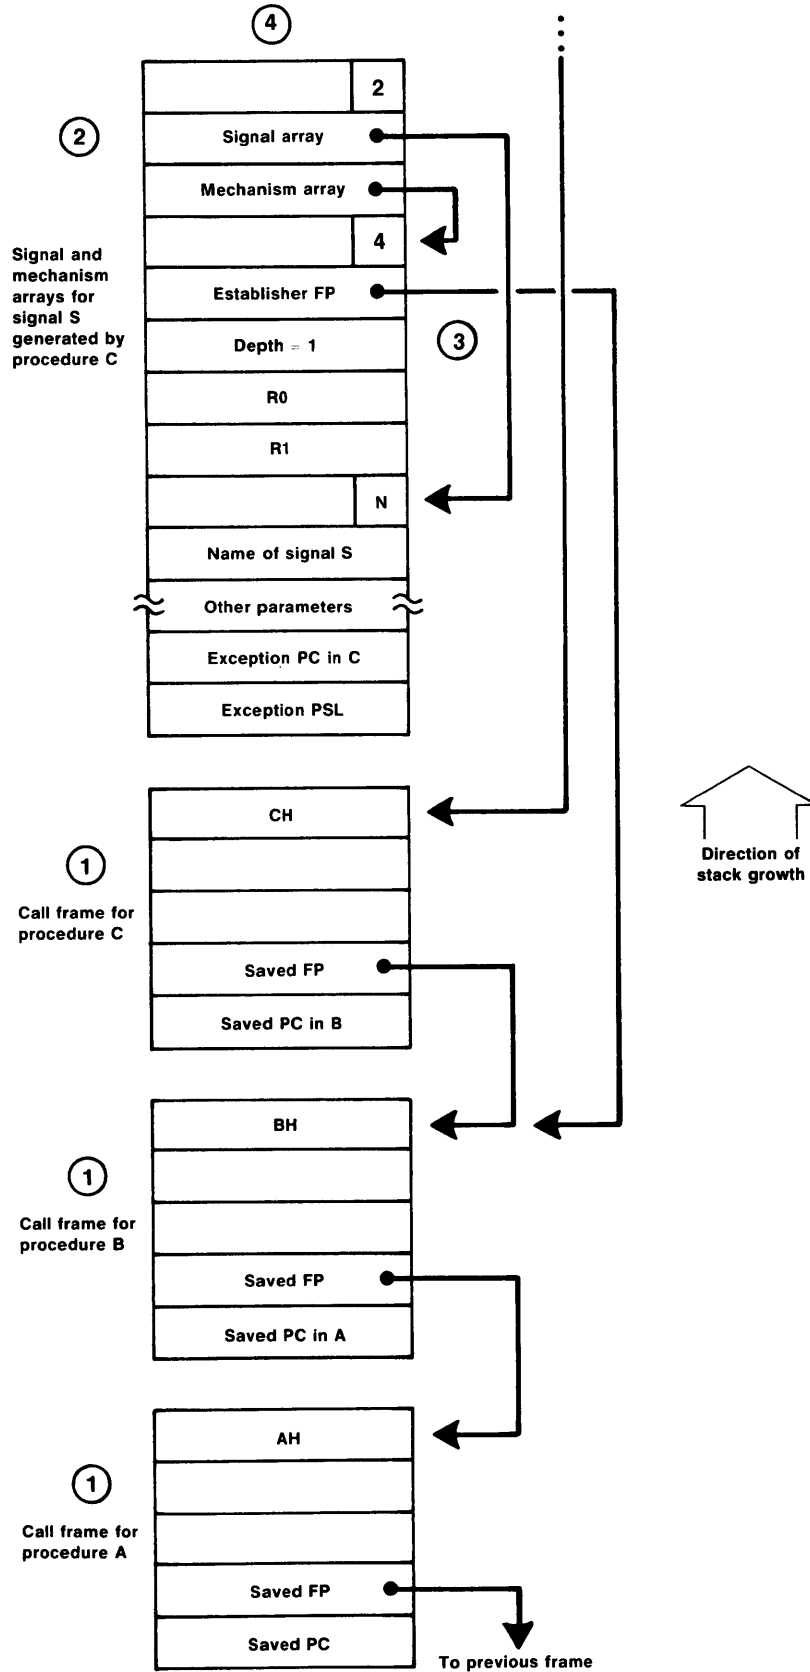 4
2
2
Signal array
Mechanism array
4
Signal and
mechanism
arrays for
signal S
generated by
procedure C
Establisher FP
3
Depth = 1
R0
R1
N
Name of signal S
Other parameters
Exception PC in C
Exception PSL
CH
1
Call frame for
procedure C
Direction of
stack growth
Saved FP
Saved PC in B
BH
1
Call frame for
procedure B
Saved FP
Saved PC in A
AH
1
Call frame for
procedure A
Saved FP
Saved PC
To previous frame